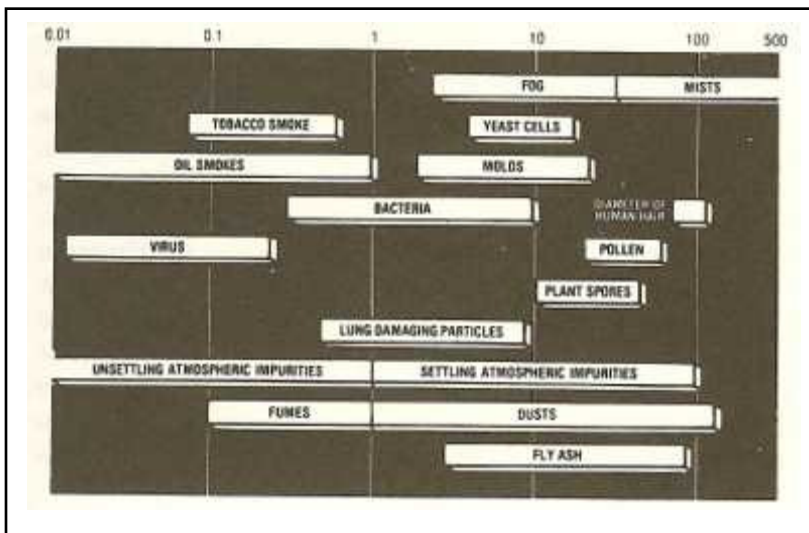 0.01 0.1 1 10 100 500
FOG MISTS
TOBACCO SMOKE YEAST CELLS
OIL SMOKES MOLDS
BACTERIA DIAMETER OF
HUMAN HAIR
VIRUS POLLEN
PLANT SPORES
LUNG DAMAGING PARTICLES
UNSETTLING ATMOSPHERIC IMPURITIES SETTLING ATMOSPHERIC IMPURITIES
FUMES DUSTS
FLY ASH